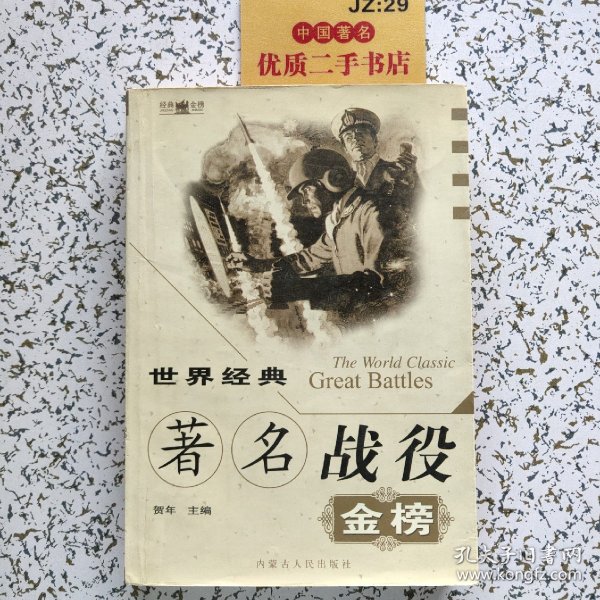 JZ:29
中国著名
优质二手书店
经典 金榜
世界经典
The World Classic
Great Battles
著名战役
金榜
贺年 主编
内蒙古人民出版社
孔夫子旧书网
www.kongfz.com